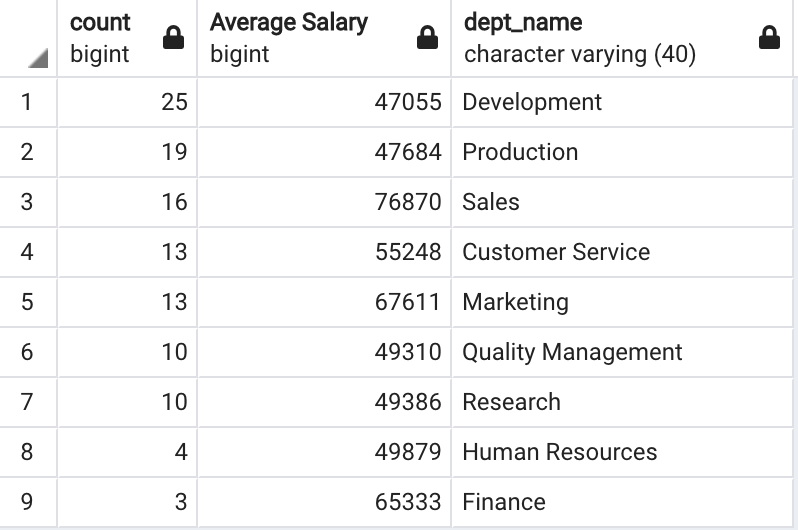 count Average Salary dept_name
bigint bigint character varying (40)
1 25 47055 Development
2 19 47684 Production
3 16 76870 Sales
4 13 55248 Customer Service
5 13 67611 Marketing
6 10 49310 Quality Management
7 10 49386 Research
8 4 49879 Human Resources
9 3 65333 Finance